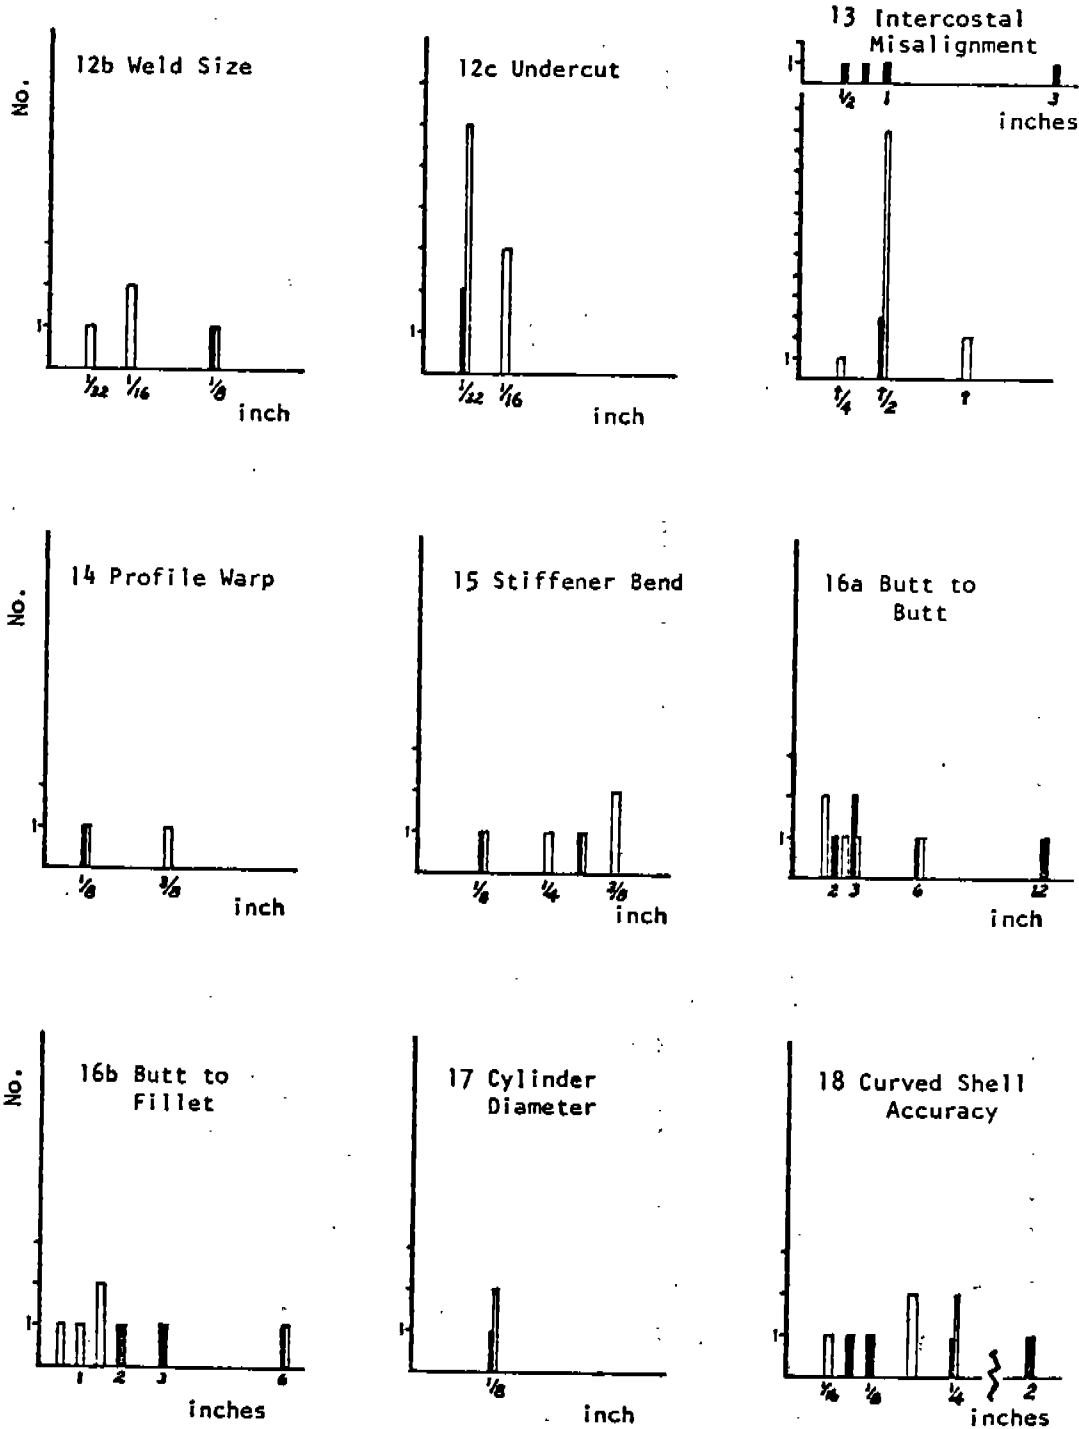 12b Weld Size
No.
1
1/32 1/16 1/8
inch
12c Undercut
1
1/32 1/16
inch
13 Intercostal
Misalignment
1
1/2 1 3
inches
1
t/4 t/2 t
14 Profile Warp
No.
1
1/8 3/8
inch
15 Stiffener Bend
1
1/8 1/4 3/8
inch
16a Butt to
Butt
1
2 3 6 12
inch
16b Butt to
Fillet
No.
1
1 2 3 6
inches
17 Cylinder
Diameter
1
1/8
inch
18 Curved Shell
Accuracy
1
1/16 1/8 1/4 2
inches